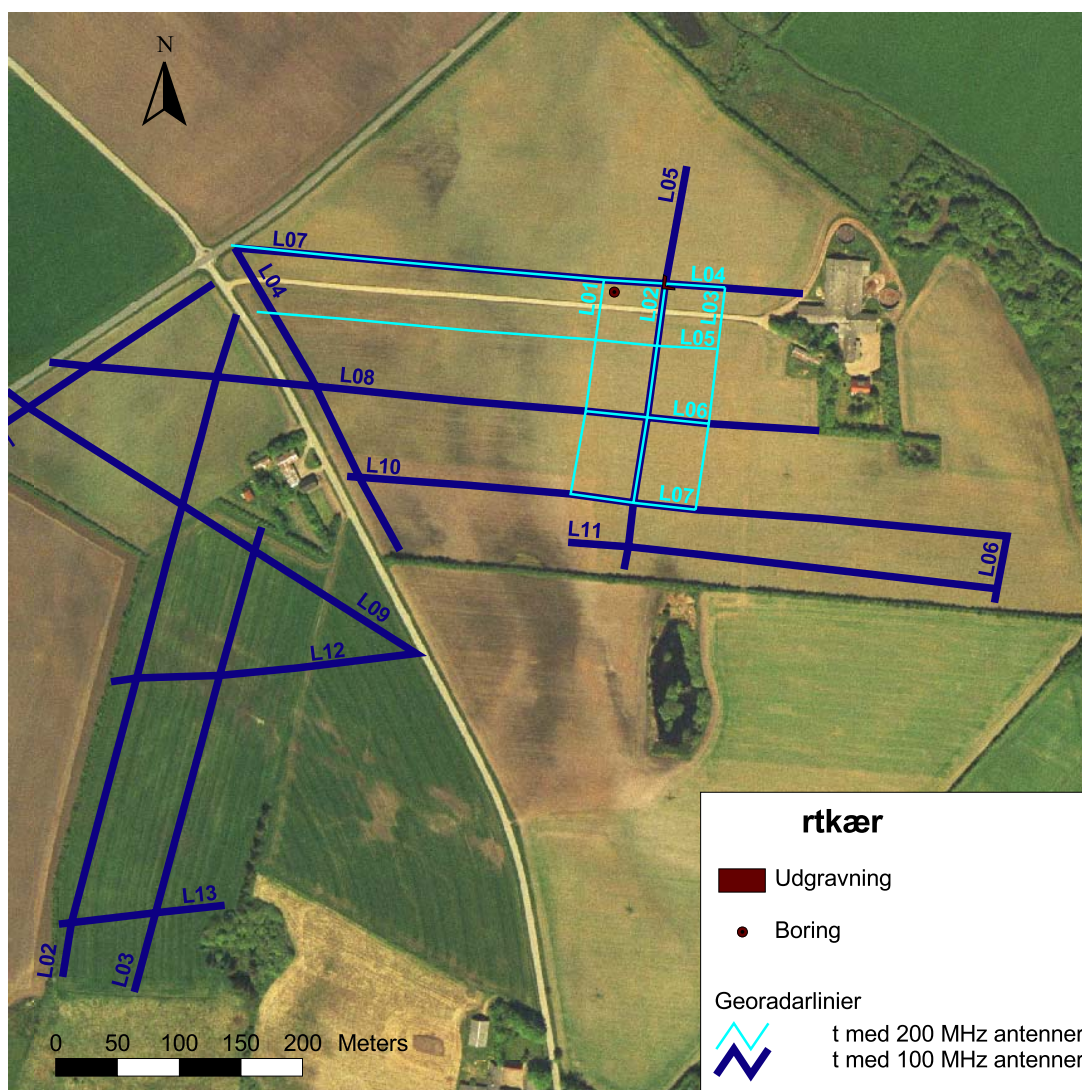 N
L05
L07
L04
L04
L01
L02
L03
L05
L08
L06
L10
L07
L11
L06
L09
L12
L13
L02
L03
0 50 100 150 200 Meters
rtkær
Udgravning
Boring
Georadarlinier
t med 200 MHz antenner
t med 100 MHz antenner